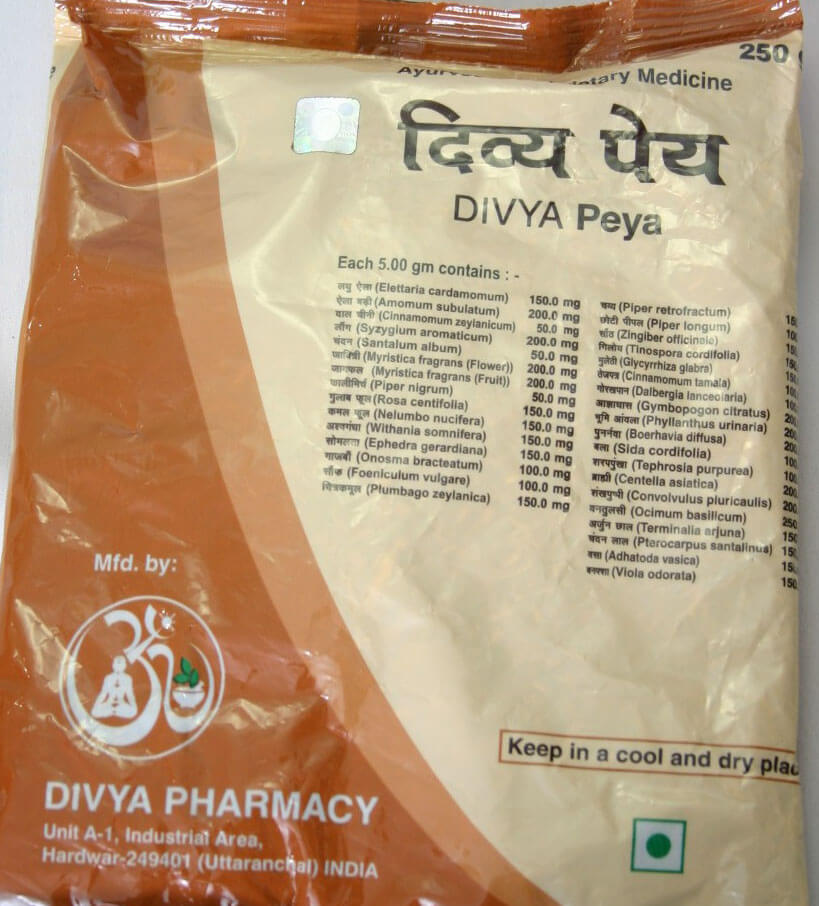 250
Ayurv etary Medicine
दिव्य पेय
DIVYA Peya
Each 5.00 gm contains : -
लघु ऐला (Elettaria cardamomum) 150.0 mg
ऐला बड़ी (Amomum subulatum) 200.0 mg
दाल चीनी (Cinnamomum zeylanicum) 50.0 mg
लौंग (Syzygium aromaticum) 200.0 mg
चंदन (Santalum album) 50.0 mg
जावित्री (Myristica fragrans (Flower)) 200.0 mg
जायफल (Myristica fragrans (Fruit)) 200.0 mg
कालीमिर्च (Piper nigrum) 50.0 mg
गुलाब फूल (Rosa centifolia) 150.0 mg
कमल फूल (Nelumbo nucifera) 150.0 mg
अश्वगंधा (Withania somnifera) 150.0 mg
सोमलता (Ephedra gerardiana) 150.0 mg
गाजबाँ (Onosma bracteatum) 100.0 mg
सौंफ (Foeniculum vulgare) 100.0 mg
चित्रकमूल (Plumbago zeylanica) 150.0 mg
चव्य (Piper retrofractum)
छोटी पीपल (Piper longum)
सोंठ (Zingiber officinale)
गिलोय (Tinospora cordifolia)
मुलेठी (Glycyrrhiza glabra)
तेजपत्र (Cinnamomum tamala)
गोरखपान (Dalbergia lanceolaria)
आज्ञाघास (Gymbopogon citratus)
भूमि आंवला (Phyllanthus urinaria)
पुनर्नवा (Boerhavia diffusa)
बला (Sida cordifolia)
शरपपुंखा (Tephrosia purpurea)
ब्राह्मी (Centella asiatica)
शंखपुष्पी (Convolvulus pluricaulis)
वनतुलसी (Ocimum basilicum)
अर्जुन छाल (Terminalia arjuna)
चंदन लाल (Pterocarpus santalinus)
वसा (Adhatoda vasica)
बनफ्सा (Viola odorata)
Keep in a cool and dry plac
Mfd. by:
DIVYA PHARMACY
Unit A-1, Industrial Area,
Hardwar-249401 (Uttaranchal) INDIA